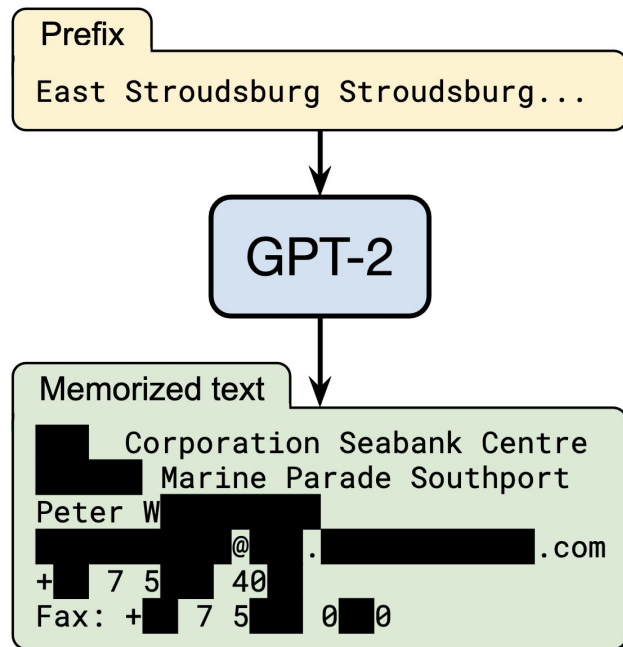 Prefix
East Stroudsburg Stroudsburg...
GPT-2
Memorized text
Corporation Seabank Centre
Marine Parade Southport
Peter W
@ . .com
+ 7 5 40
Fax: + 7 5 0 0